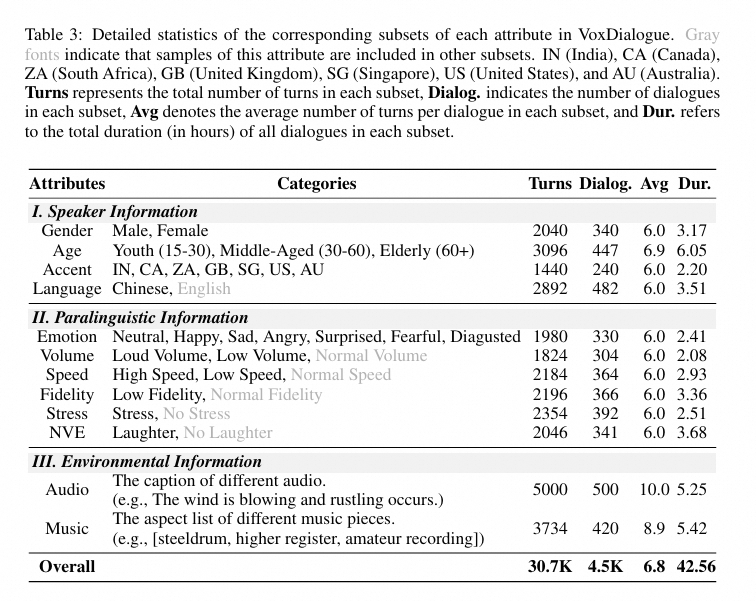 Table 3: Detailed statistics of the corresponding subsets of each attribute in VoxDialogue. Gray
fonts indicate that samples of this attribute are included in other subsets. IN (India), CA (Canada),
ZA (South Africa), GB (United Kingdom), SG (Singapore), US (United States), and AU (Australia).
Turns represents the total number of turns in each subset, Dialog. indicates the number of dialogues
in each subset, Avg denotes the average number of turns per dialogue in each subset, and Dur. refers
to the total duration (in hours) of all dialogues in each subset.
Attributes Categories Turns Dialog. Avg Dur.
I. Speaker Information
Gender Male, Female 2040 340 6.0 3.17
Age Youth (15-30), Middle-Aged (30-60), Elderly (60+) 3096 447 6.9 6.05
Accent IN, CA, ZA, GB, SG, US, AU 1440 240 6.0 2.20
Language Chinese, English 2892 482 6.0 3.51
II. Paralinguistic Information
Emotion Neutral, Happy, Sad, Angry, Surprised, Fearful, Diagusted 1980 330 6.0 2.41
Volume Loud Volume, Low Volume, Normal Volume 1824 304 6.0 2.08
Speed High Speed, Low Speed, Normal Speed 2184 364 6.0 2.93
Fidelity Low Fidelity, Normal Fidelity 2196 366 6.0 3.36
Stress Stress, No Stress 2354 392 6.0 2.51
NVE Laughter, No Laughter 2046 341 6.0 3.68
III. Environmental Information
Audio The caption of different audio.
(e.g., The wind is blowing and rustling occurs.) 5000 500 10.0 5.25
Music The aspect list of different music pieces.
(e.g., [steeldrum, higher register, amateur recording]) 3734 420 8.9 5.42
Overall 30.7K 4.5K 6.8 42.56